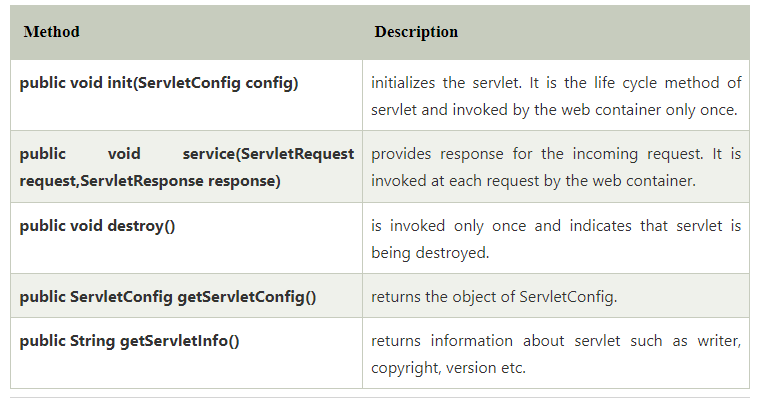 Method Description
public void init(ServletConfig config)
initializes the servlet. It is the life cycle method of
servlet and invoked by the web container only once.
public void service(ServletRequest
request,ServletResponse response)
provides response for the incoming request. It is
invoked at each request by the web container.
public void destroy()
is invoked only once and indicates that servlet is
being destroyed.
public ServletConfig getServletConfig()
returns the object of ServletConfig.
public String getServletInfo()
returns information about servlet such as writer,
copyright, version etc.